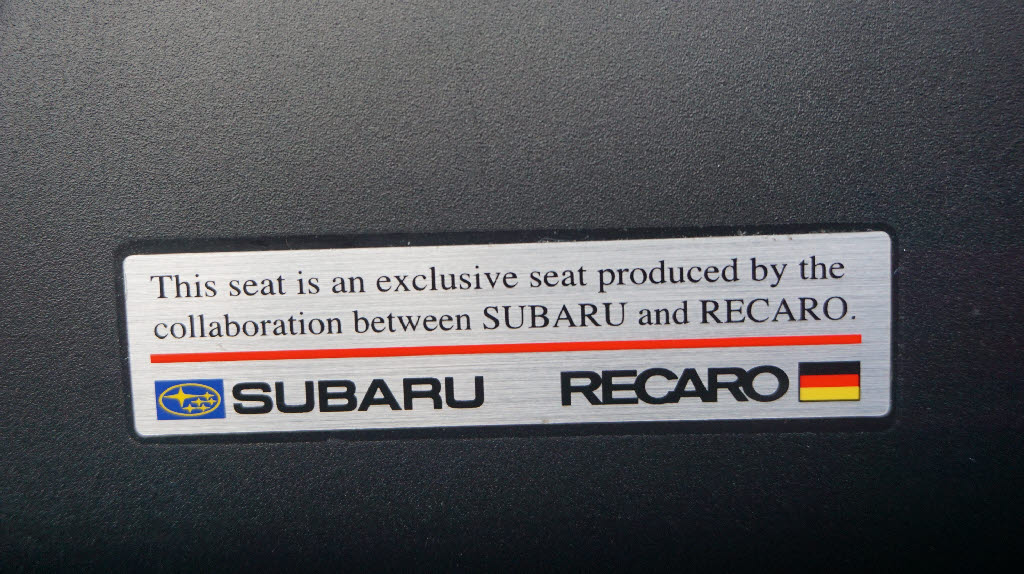 This seat is an exclusive seat produced by the
collaboration between SUBARU and RECARO.
SUBARU RECARO